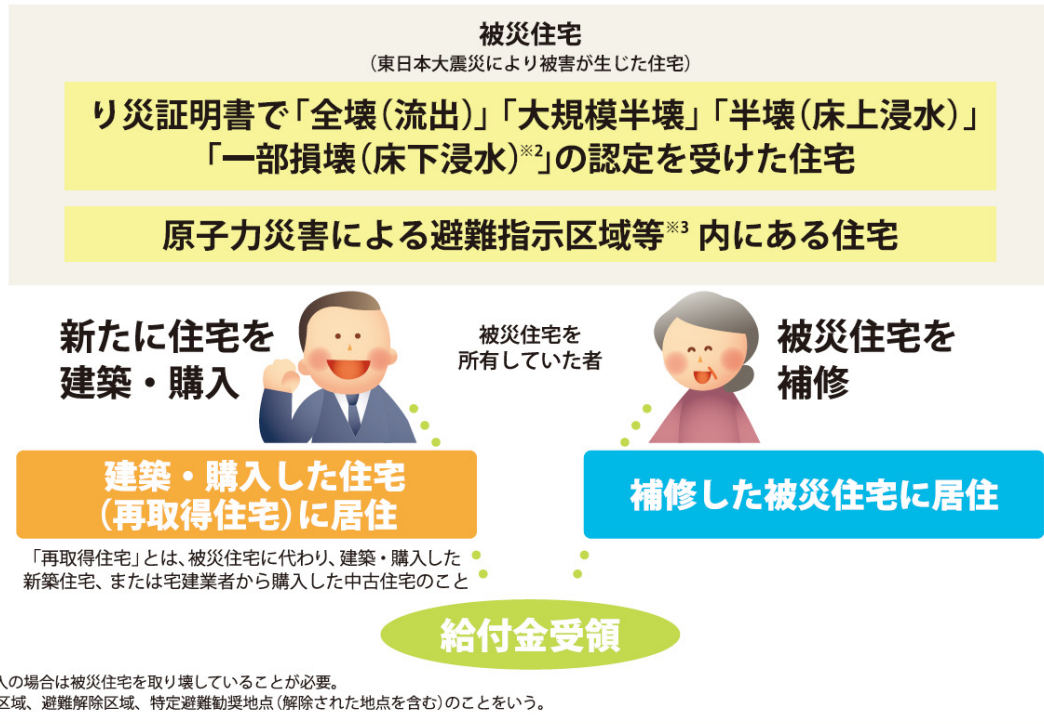 被災住宅
（東日本大震災により被害が生じた住宅）
り災証明書で「全壊（流出）」「大規模半壊」「半壊（床上浸水）」
「一部損壊（床下浸水）※2」の認定を受けた住宅
原子力災害による避難指示区域等※3 内にある住宅
新たに住宅を
建築・購入
被災住宅を
所有していた者
被災住宅を
補修
建築・購入した住宅
（再取得住宅）に居住
補修した被災住宅に居住
「再取得住宅」とは、被災住宅に代わり、建築・購入した
新築住宅、または宅建業者から購入した中古住宅のこと
給付金受領
の場合は被災住宅を取り壊していることが必要。
区域、避難解除区域、特定避難勧奨地点（解除された地点を含む）のことをいう。